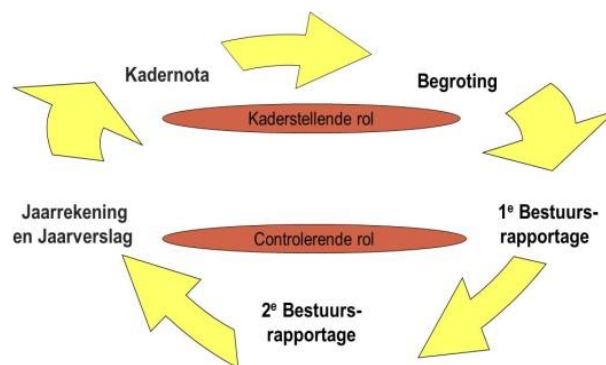 Kadernota
Begroting
Kaderstellende rol
Jaarrekening
en Jaarverslag
Controlerende rol
1e Bestuurs-
rapportage
2e Bestuurs-
rapportage